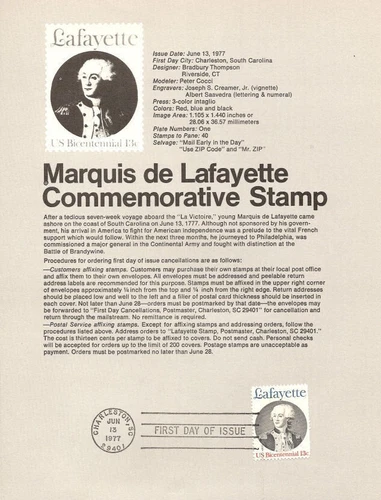 Lafayette
US Bicentennial 13c
Issue Date: June 13, 1977
First Day City: Charleston, South Carolina
Designer: Bradbury Thompson
Riverside, CT
Modeler: Peter Cocci
Engravers: Joseph S. Creamer, Jr. (vignette)
Albert Saavedra (lettering & numeral)
Press: 3-color intaglio
Colors: Red, blue and black
Image Area: 1.105 x 1.440 inches or
28.06 x 36.57 millimeters
Plate Numbers: One
Stamps to Pane: 40
Selvage: "Mail Early in the Day"
"Use ZIP Code" and "Mr. ZIP"
Marquis de Lafayette
Commemorative Stamp
After a tedious seven-week voyage aboard the "La Victoire," young Marquis de Lafayette came
ashore on the coast of South Carolina on June 13, 1777. Although not sponsored by his govern-
ment, his arrival in America to fight for American Independence was a prelude to the vital French
support which would follow. Within the next three months, he journeyed to Philadelphia, was
commissioned a major general in the Continental Army and fought with distinction at the
Battle of Brandywine.
Procedures for ordering first day of issue cancellations are as follows:
—Customers affixing stamps. Customers may purchase their own stamps at their local post office
and affix them to their own envelopes. All envelopes must be addressed and peelable return
address labels are recommended for this purpose. Stamps must be affixed in the upper right corner
of envelopes approximately ¼ inch from the top and ¼ inch from the right edge. Return addresses
should be placed low and well to the left and a filler of postal card thickness should be inserted in
each cover. Not later than June 28—orders must be postmarked by that date—the envelopes may
be forwarded to "First Day Cancellations, Postmaster, Charleston, SC 29401" for cancellation and
return through the mailstream. No remittance is required.
—Postal Service affixing stamps. Except for affixing stamps and addressing orders, follow the
procedures listed above. Address orders to "Lafayette Stamp, Postmaster, Charleston, SC 29401."
The cost is thirteen cents per stamp to be affixed to covers. Do not send cash. Personal checks
will be accepted for orders up to the limit of 200 covers. Postage stamps are unacceptable as
payment. Orders must be postmarked no later than June 28.
CHARLESTON, SC
JUN
13
1977
29401
FIRST DAY OF ISSUE
Lafayette
US Bicentennial 13c